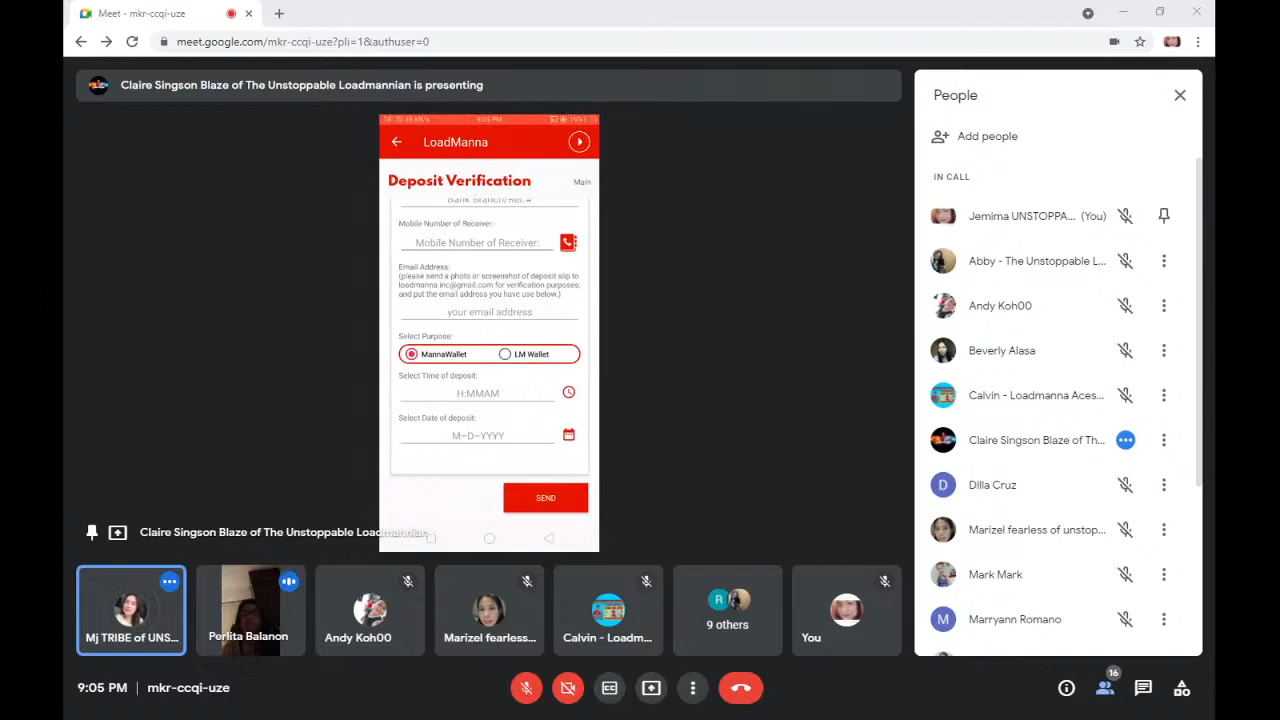 Meet - mkr-ccqi-uze
meet.google.com/mkr-ccqi-uze?pli=1&authuser=0
Claire Singson Blaze of The Unstoppable Loadmannian is presenting
9:05 PM
LoadManna
Deposit Verification
Main
Bank Branch/Ref.#
Mobile Number of Receiver:
Mobile Number of Receiver:
Email Address:
(please send a photo or screenshot of deposit slip to
loadmanna.inc@gmail.com for verification purposes,
and put the email address you have use below.)
your email address
Select Purpose:
MannaWallet
LM Wallet
Select Time of deposit:
H:MMAM
Select Date of deposit:
M-D-YYYY
SEND
Claire Singson Blaze of The Unstoppable Loadmannian
Mj TRIBE of UNS...
Perlita Balanon
Andy Koh00
Marizel fearless...
Calvin - Loadm...
R
9 others
You
9:05 PM | mkr-ccqi-uze
People
Add people
IN CALL
Jemima UNSTOPPA... (You)
Abby - The Unstoppable L...
Andy Koh00
Beverly Alasa
Calvin - Loadmanna Aces...
Claire Singson Blaze of Th...
D
Dilla Cruz
Marizel fearless of unstop...
Mark Mark
M
Marryann Romano
16